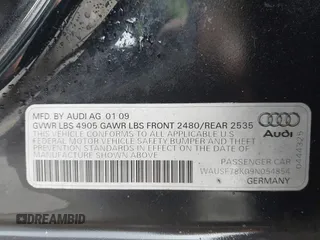 MFD. BY AUDI AG 01 09
GVWR LBS 4905 GAWR LBS FRONT 2480/REAR 2535
THIS VEHICLE CONFORMS TO ALL APPLICABLE U.S.
FEDERAL MOTOR VEHICLE SAFETY BUMPER AND THEFT
PREVENTION STANDARDS IN EFFECT ON THE DATE OF
MANUFACTURE SHOWN ABOVE
Audi
PASSENGER CAR
GERMANY
DREAMBID